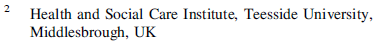 2 Health and Social Care Institute, Teesside University,
Middlesbrough, UK